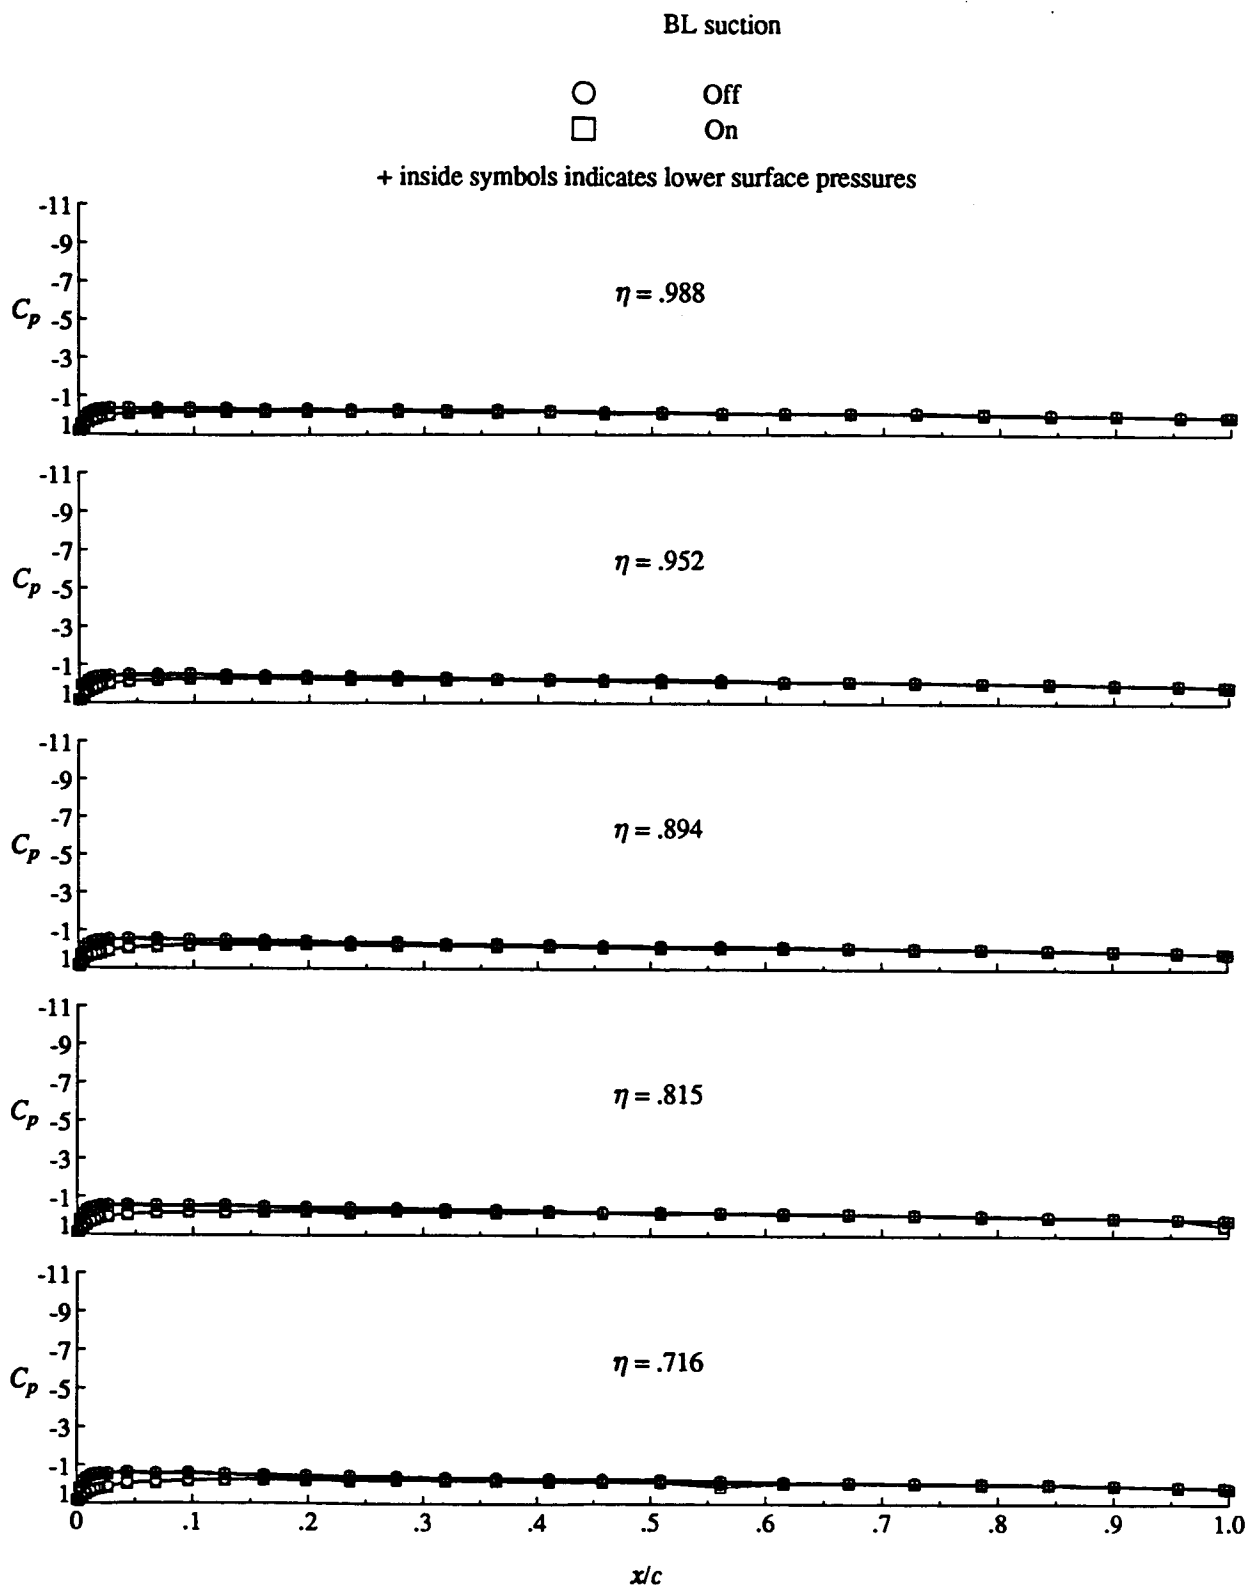 BL suction
Off
On
+ inside symbols indicates lower surface pressures
-11
-9
-7
η = .988
Cp -5
-3
-1
1
-11
-9
-7
η = .952
Cp -5
-3
-1
1
-11
-9
-7
η = .894
Cp -5
-3
-1
1
-11
-9
-7
η = .815
Cp -5
-3
-1
1
-11
-9
-7
η = .716
Cp -5
-3
-1
1
0 .1 .2 .3 .4 .5 .6 .7 .8 .9 1.0
x/c